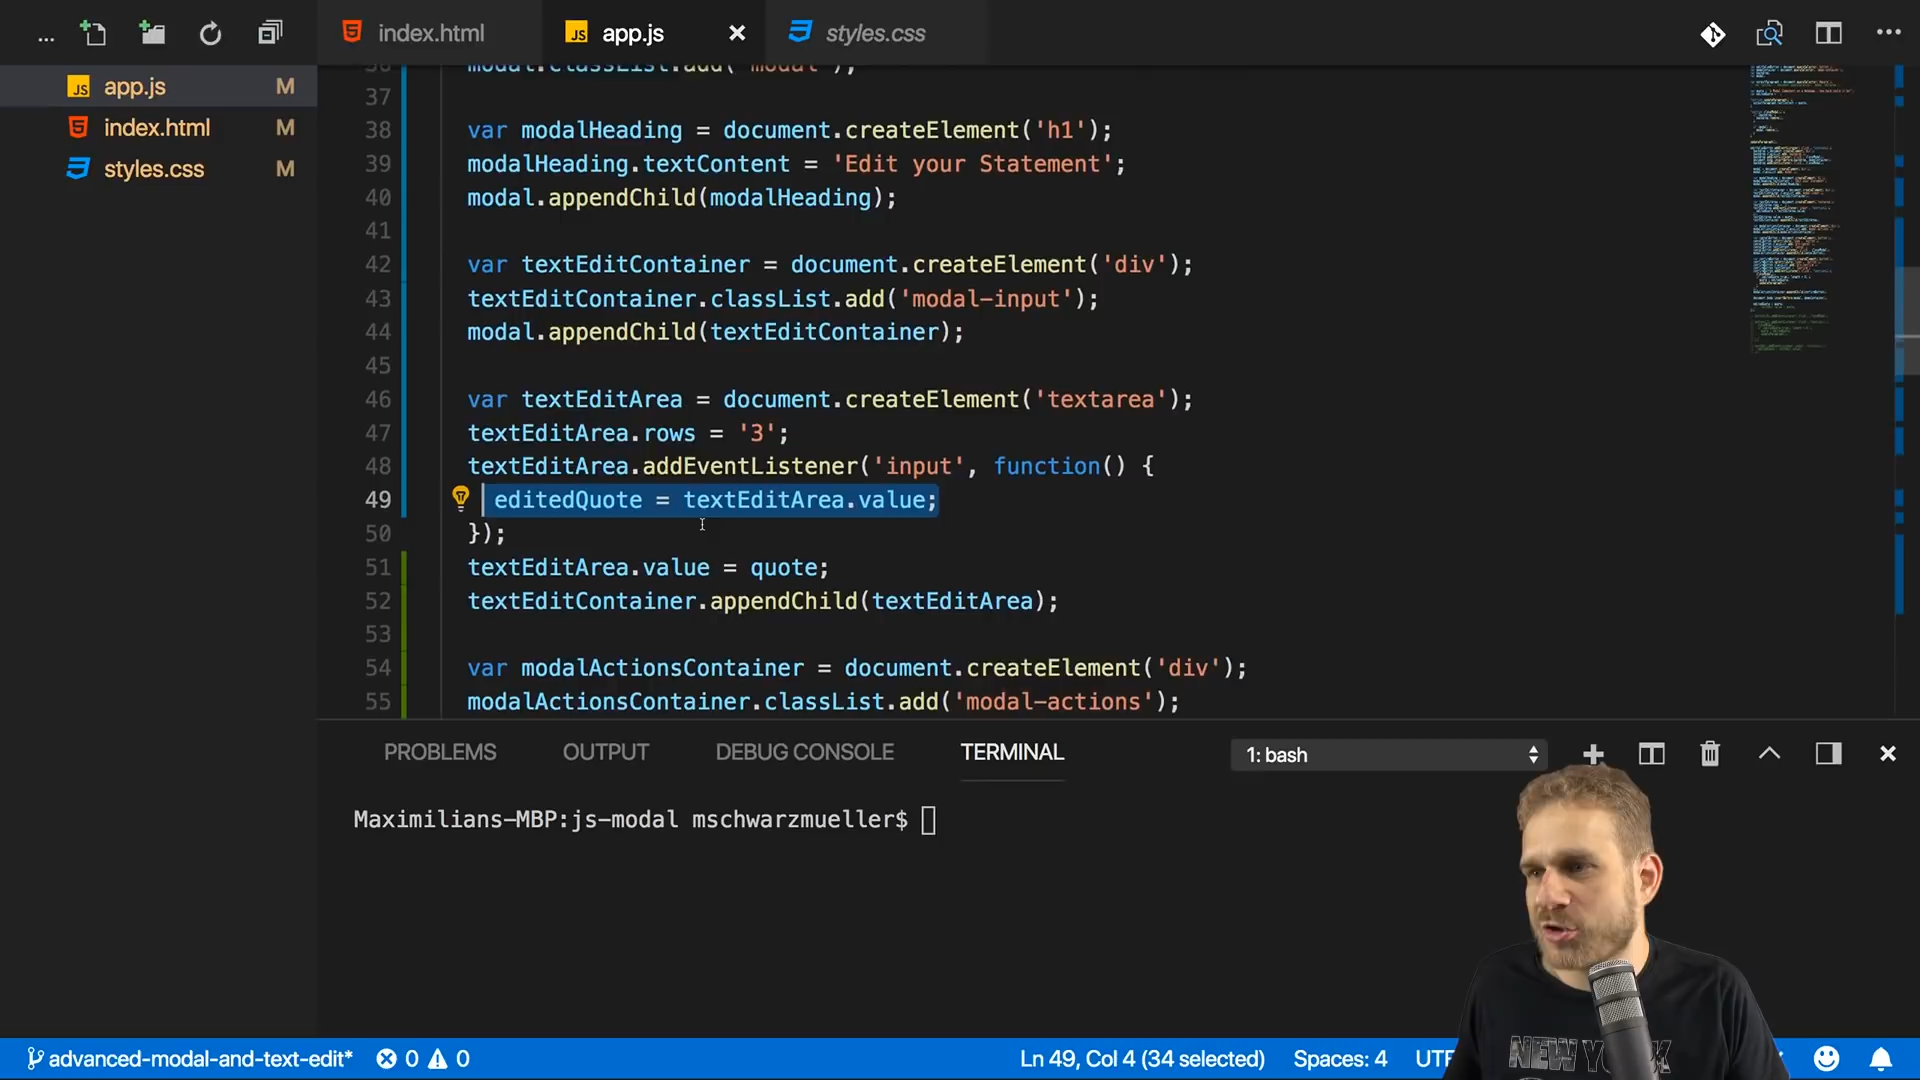 ... index.html app.js styles.css
app.js M
index.html M
styles.css M
36 modal.classList.add('modal');
37
38 var modalHeading = document.createElement('h1');
39 modalHeading.textContent = 'Edit your Statement';
40 modal.appendChild(modalHeading);
41
42 var textEditContainer = document.createElement('div');
43 textEditContainer.classList.add('modal-input');
44 modal.appendChild(textEditContainer);
45
46 var textEditArea = document.createElement('textarea');
47 textEditArea.rows = '3';
48 textEditArea.addEventListener('input', function() {
49 editedQuote = textEditArea.value;
50 });
51 textEditArea.value = quote;
52 textEditContainer.appendChild(textEditArea);
53
54 var modalActionsContainer = document.createElement('div');
55 modalActionsContainer.classList.add('modal-actions');
PROBLEMS OUTPUT DEBUG CONSOLE TERMINAL 1: bash
Maximilians-MBP:js-modal mschwarzmueller$
advanced-modal-and-text-edit* 0 0 Ln 49, Col 4 (34 selected) Spaces: 4
NEW